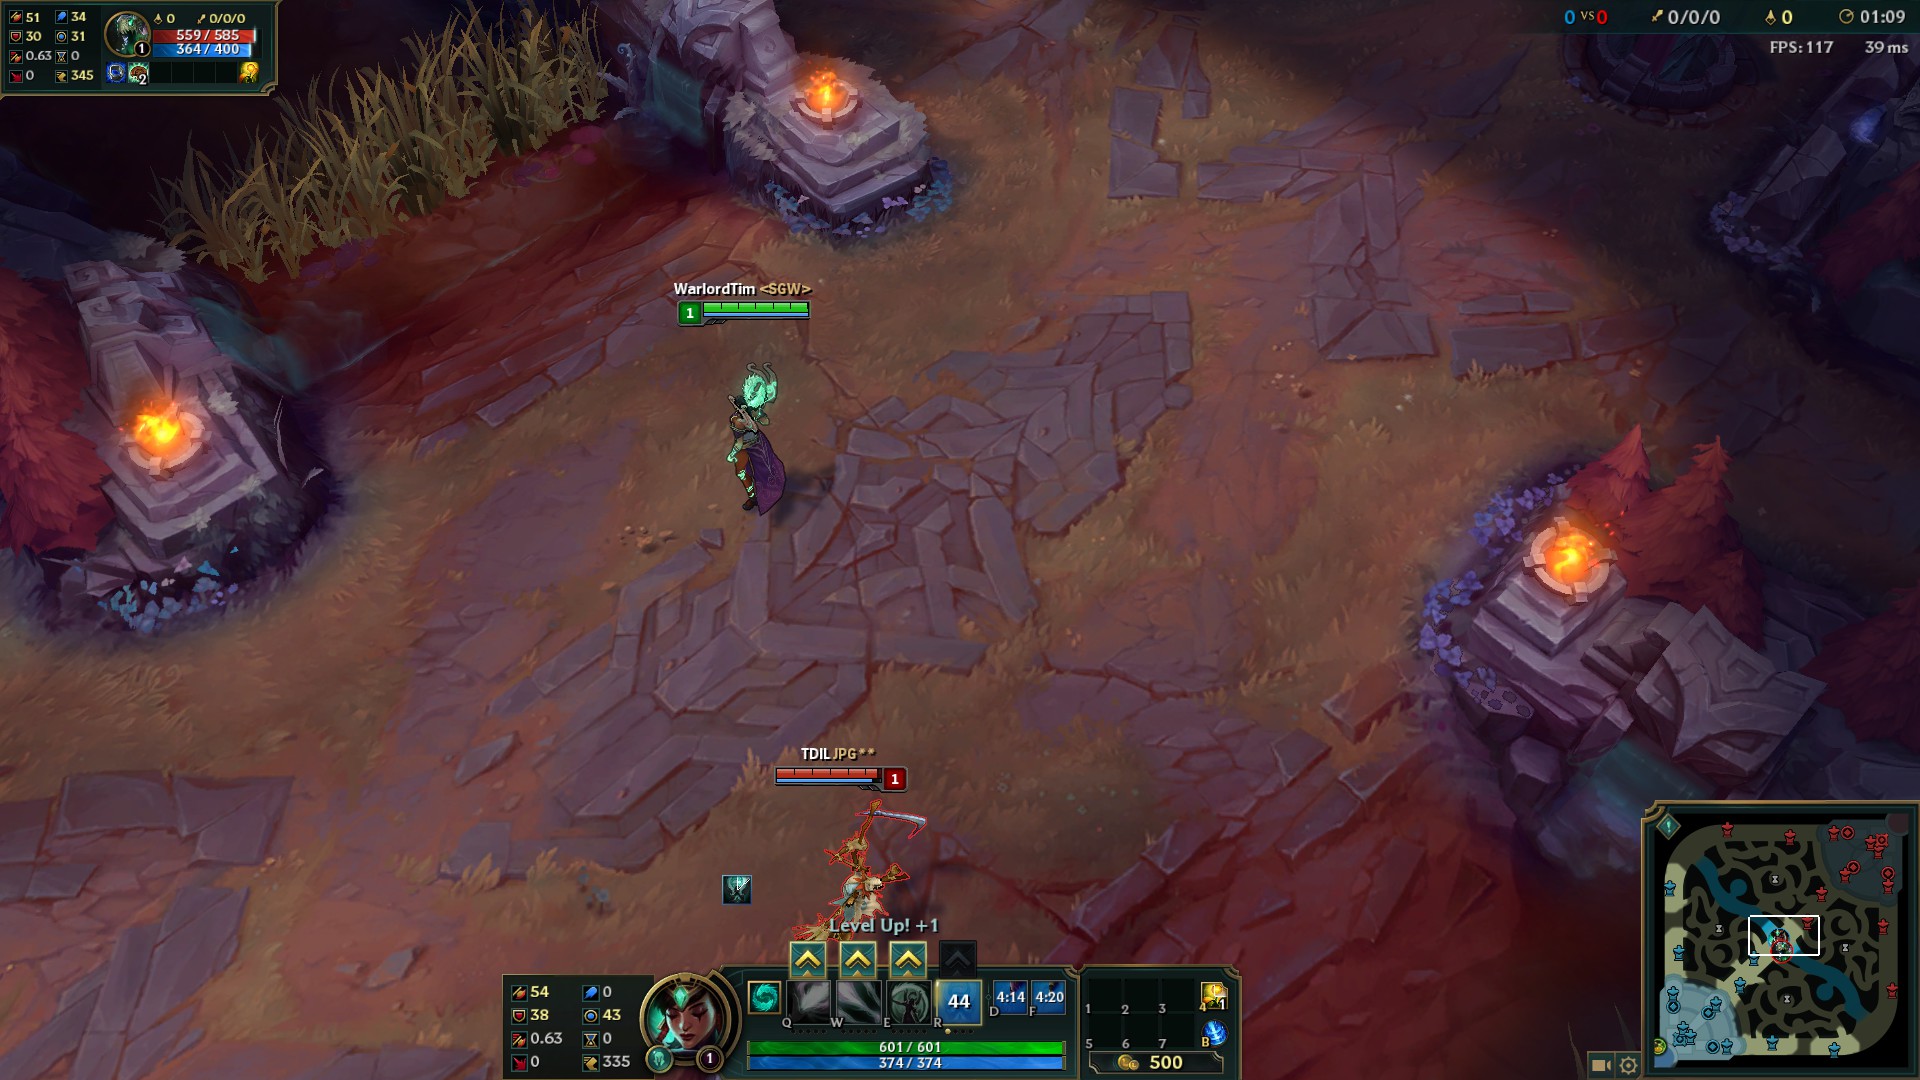 51 34
30 31
0.63 0
0 345
0 0/0/0
559 / 585
364 / 400
1
2
0 VS 0 0/0/0 0 01:09
FPS: 117 39 ms
WarlordTim <SGW>
1
TDIL JPG**
1
Level Up! +1
54 0
38 43
0.63 0
0 335
1
Q W E R 44 D 4:14 F 4:20
601 / 601
374 / 374
1 2 3 4 1
5 6 7 B
500